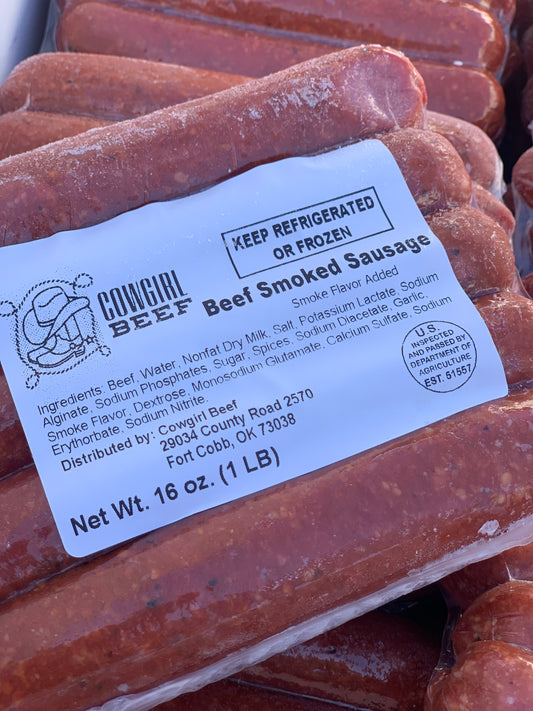 KEEP REFRIGERATED
OR FROZEN
COWGIRL
BEEF
Beef Smoked Sausage
Smoke Flavor Added
Ingredients: Beef, Water, Nonfat Dry Milk, Salt, Potassium Lactate, Sodium
Alginate, Sodium Phosphates, Sugar, Spices, Sodium Diacetate, Garlic,
Smoke Flavor, Dextrose, Monosodium Glutamate, Calcium Sulfate, Sodium
Erythorbate, Sodium Nitrite.
Distributed by: Cowgirl Beef
29034 County Road 2570
Fort Cobb, OK 73038
Net Wt. 16 oz. (1 LB)
U.S.
INSPECTED
AND PASSED BY
DEPARTMENT OF
AGRICULTURE
EST. 51557